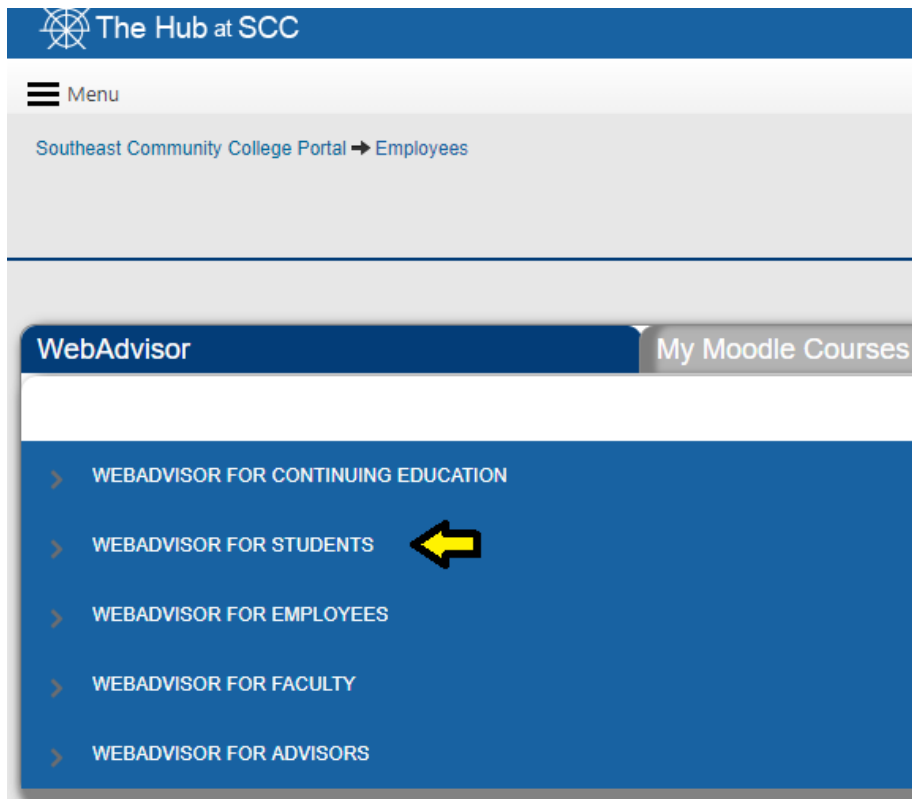 The Hub at SCC
Menu
Southeast Community College Portal → Employees
WebAdvisor
My Moodle Courses
WEBADVISOR FOR CONTINUING EDUCATION
WEBADVISOR FOR STUDENTS
WEBADVISOR FOR EMPLOYEES
WEBADVISOR FOR FACULTY
WEBADVISOR FOR ADVISORS